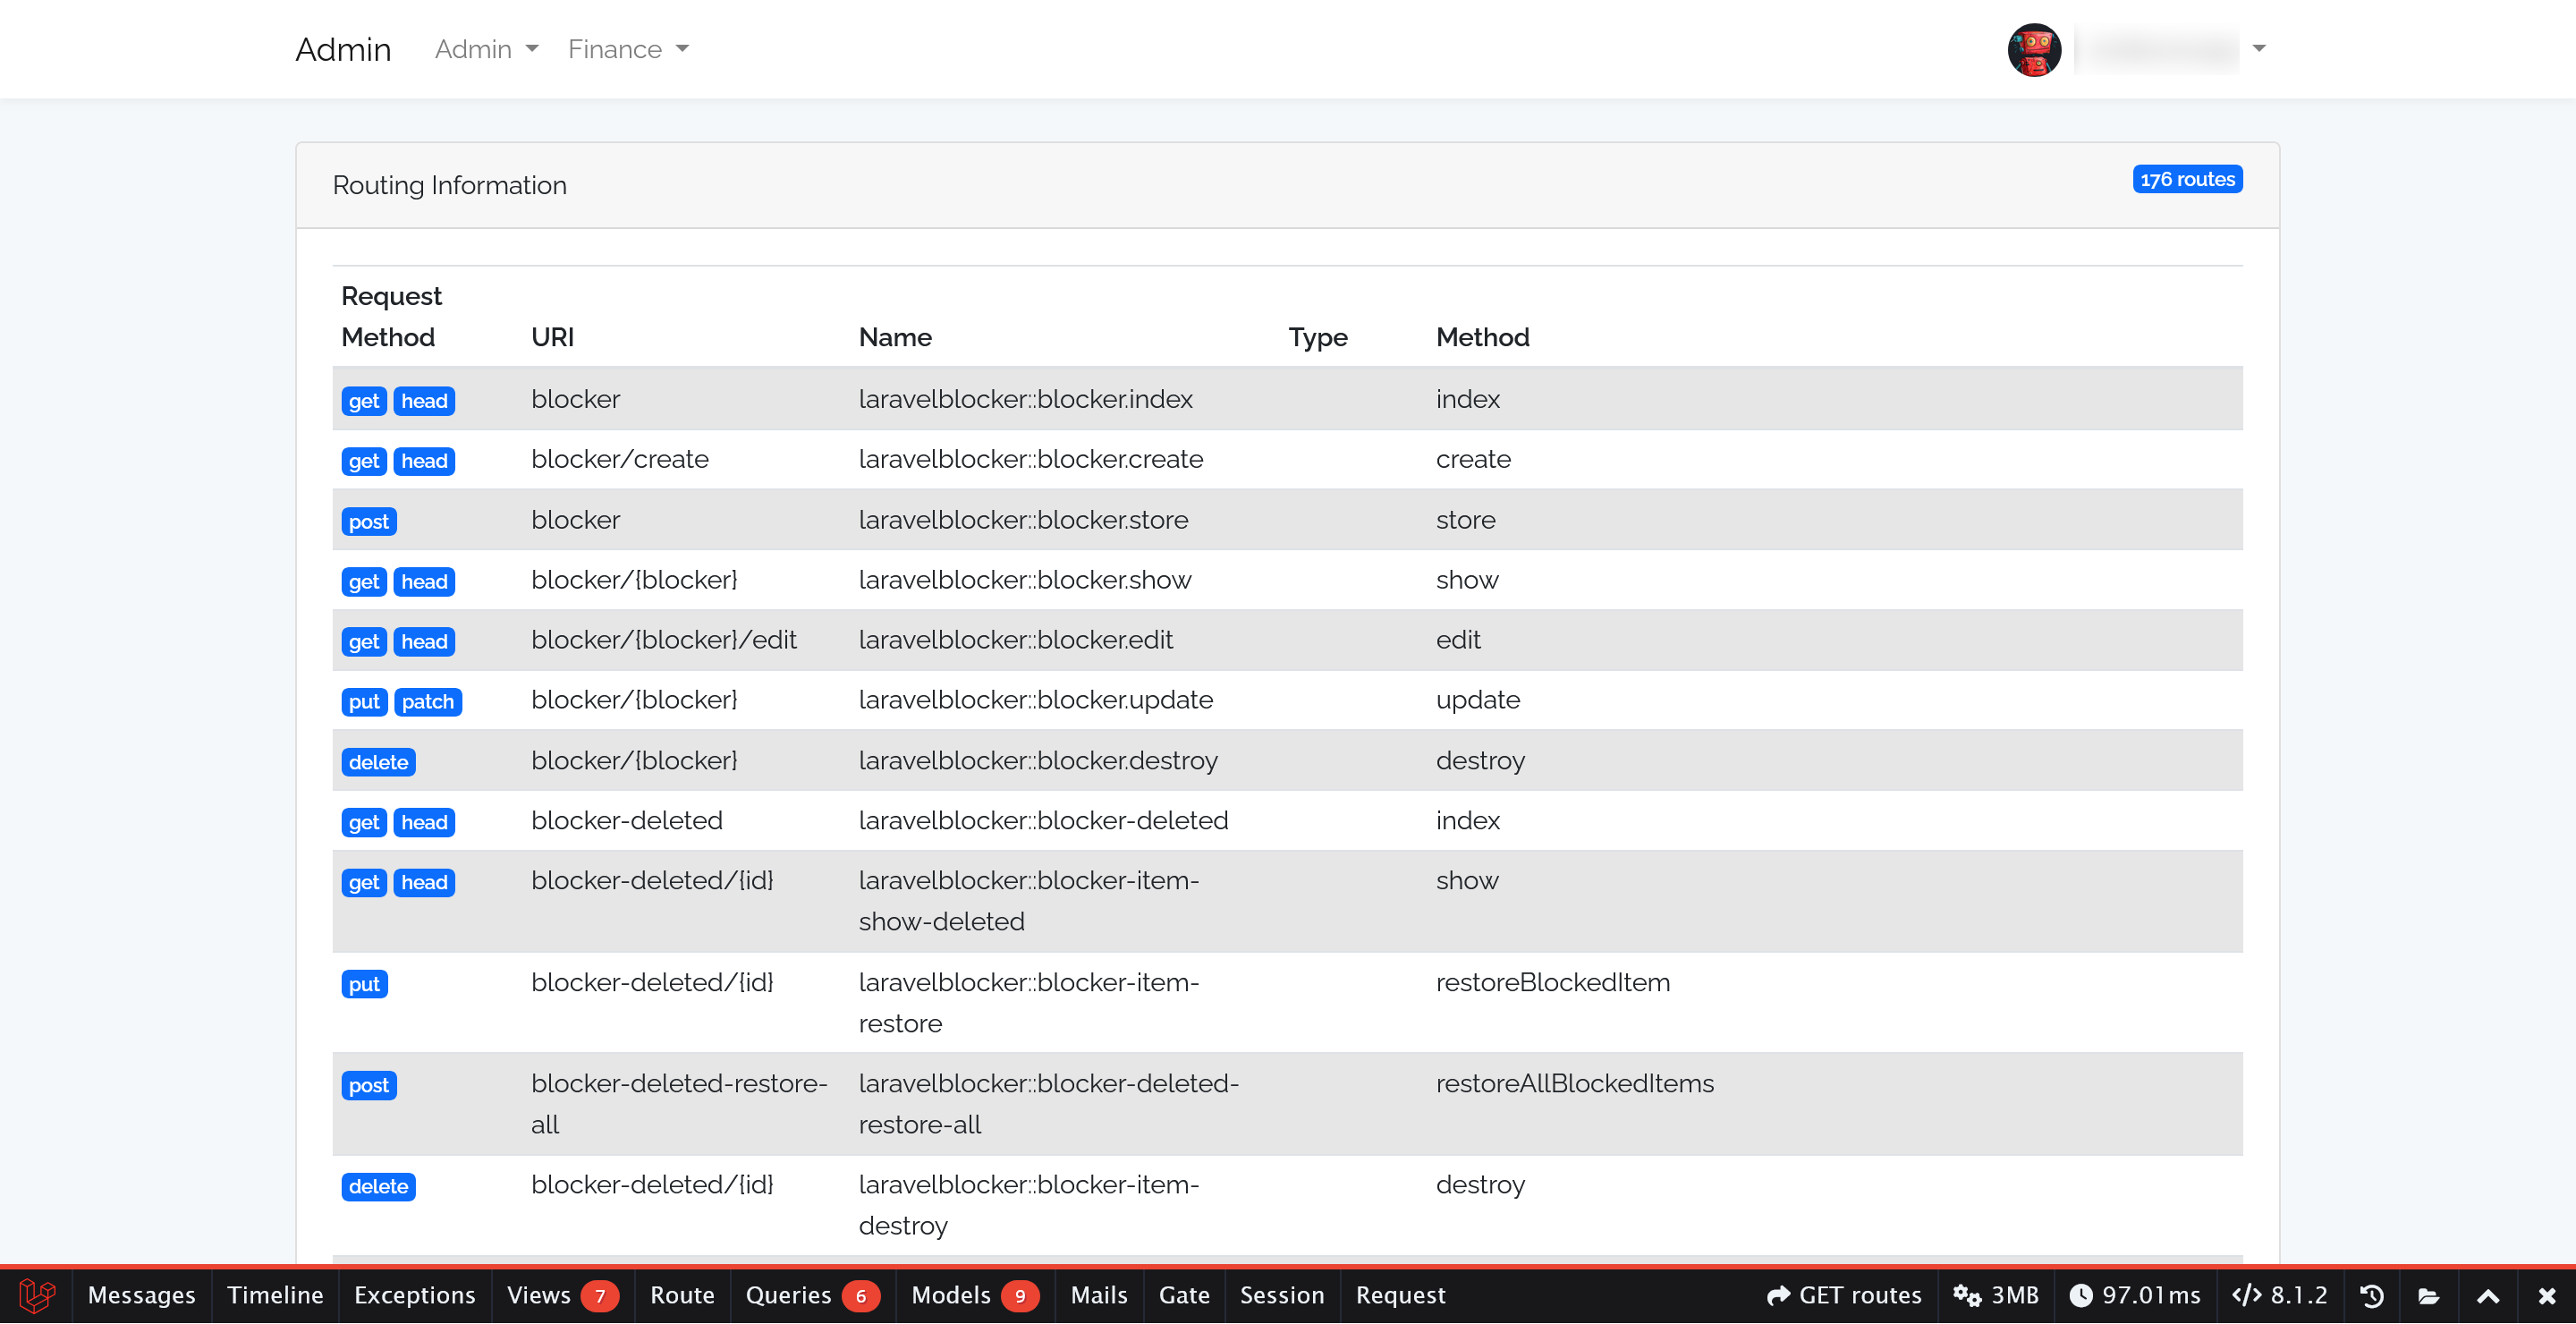 Admin Admin Finance
Routing Information 176 routes
Request
Method URI Name Type Method
get head blocker laravelblocker::blocker.index index
get head blocker/create laravelblocker::blocker.create create
post blocker laravelblocker::blocker.store store
get head blocker/{blocker} laravelblocker::blocker.show show
get head blocker/{blocker}/edit laravelblocker::blocker.edit edit
put patch blocker/{blocker} laravelblocker::blocker.update update
delete blocker/{blocker} laravelblocker::blocker.destroy destroy
get head blocker-deleted laravelblocker::blocker-deleted index
get head blocker-deleted/{id} laravelblocker::blocker-item- show
show-deleted
put blocker-deleted/{id} laravelblocker::blocker-item- restoreBlockedItem
restore
post blocker-deleted-restore- laravelblocker::blocker-deleted- restoreAllBlockedItems
all restore-all
delete blocker-deleted/{id} laravelblocker::blocker-item- destroy
destroy
Messages Timeline Exceptions Views 7 Route Queries 6 Models 9 Mails Gate Session Request GET routes 3MB 97.01ms </> 8.1.2